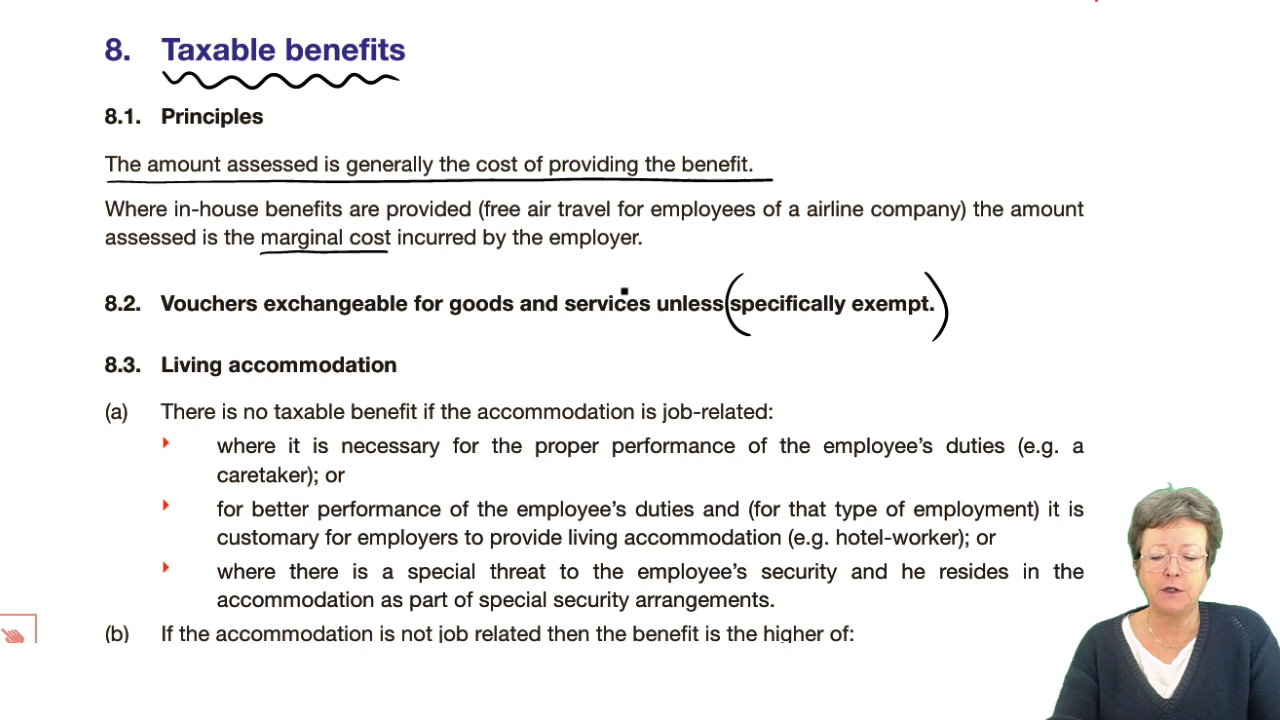 8. Taxable benefits
8.1. Principles
The amount assessed is generally the cost of providing the benefit.
Where in-house benefits are provided (free air travel for employees of a airline company) the amount
assessed is the marginal cost incurred by the employer.
8.2. Vouchers exchangeable for goods and services unless specifically exempt.
8.3. Living accommodation
(a) There is no taxable benefit if the accommodation is job-related:
where it is necessary for the proper performance of the employee’s duties (e.g. a
caretaker); or
for better performance of the employee’s duties and (for that type of employment) it is
customary for employers to provide living accommodation (e.g. hotel-worker); or
where there is a special threat to the employee’s security and he resides in the
accommodation as part of special security arrangements.
(b) If the accommodation is not job related then the benefit is the higher of: